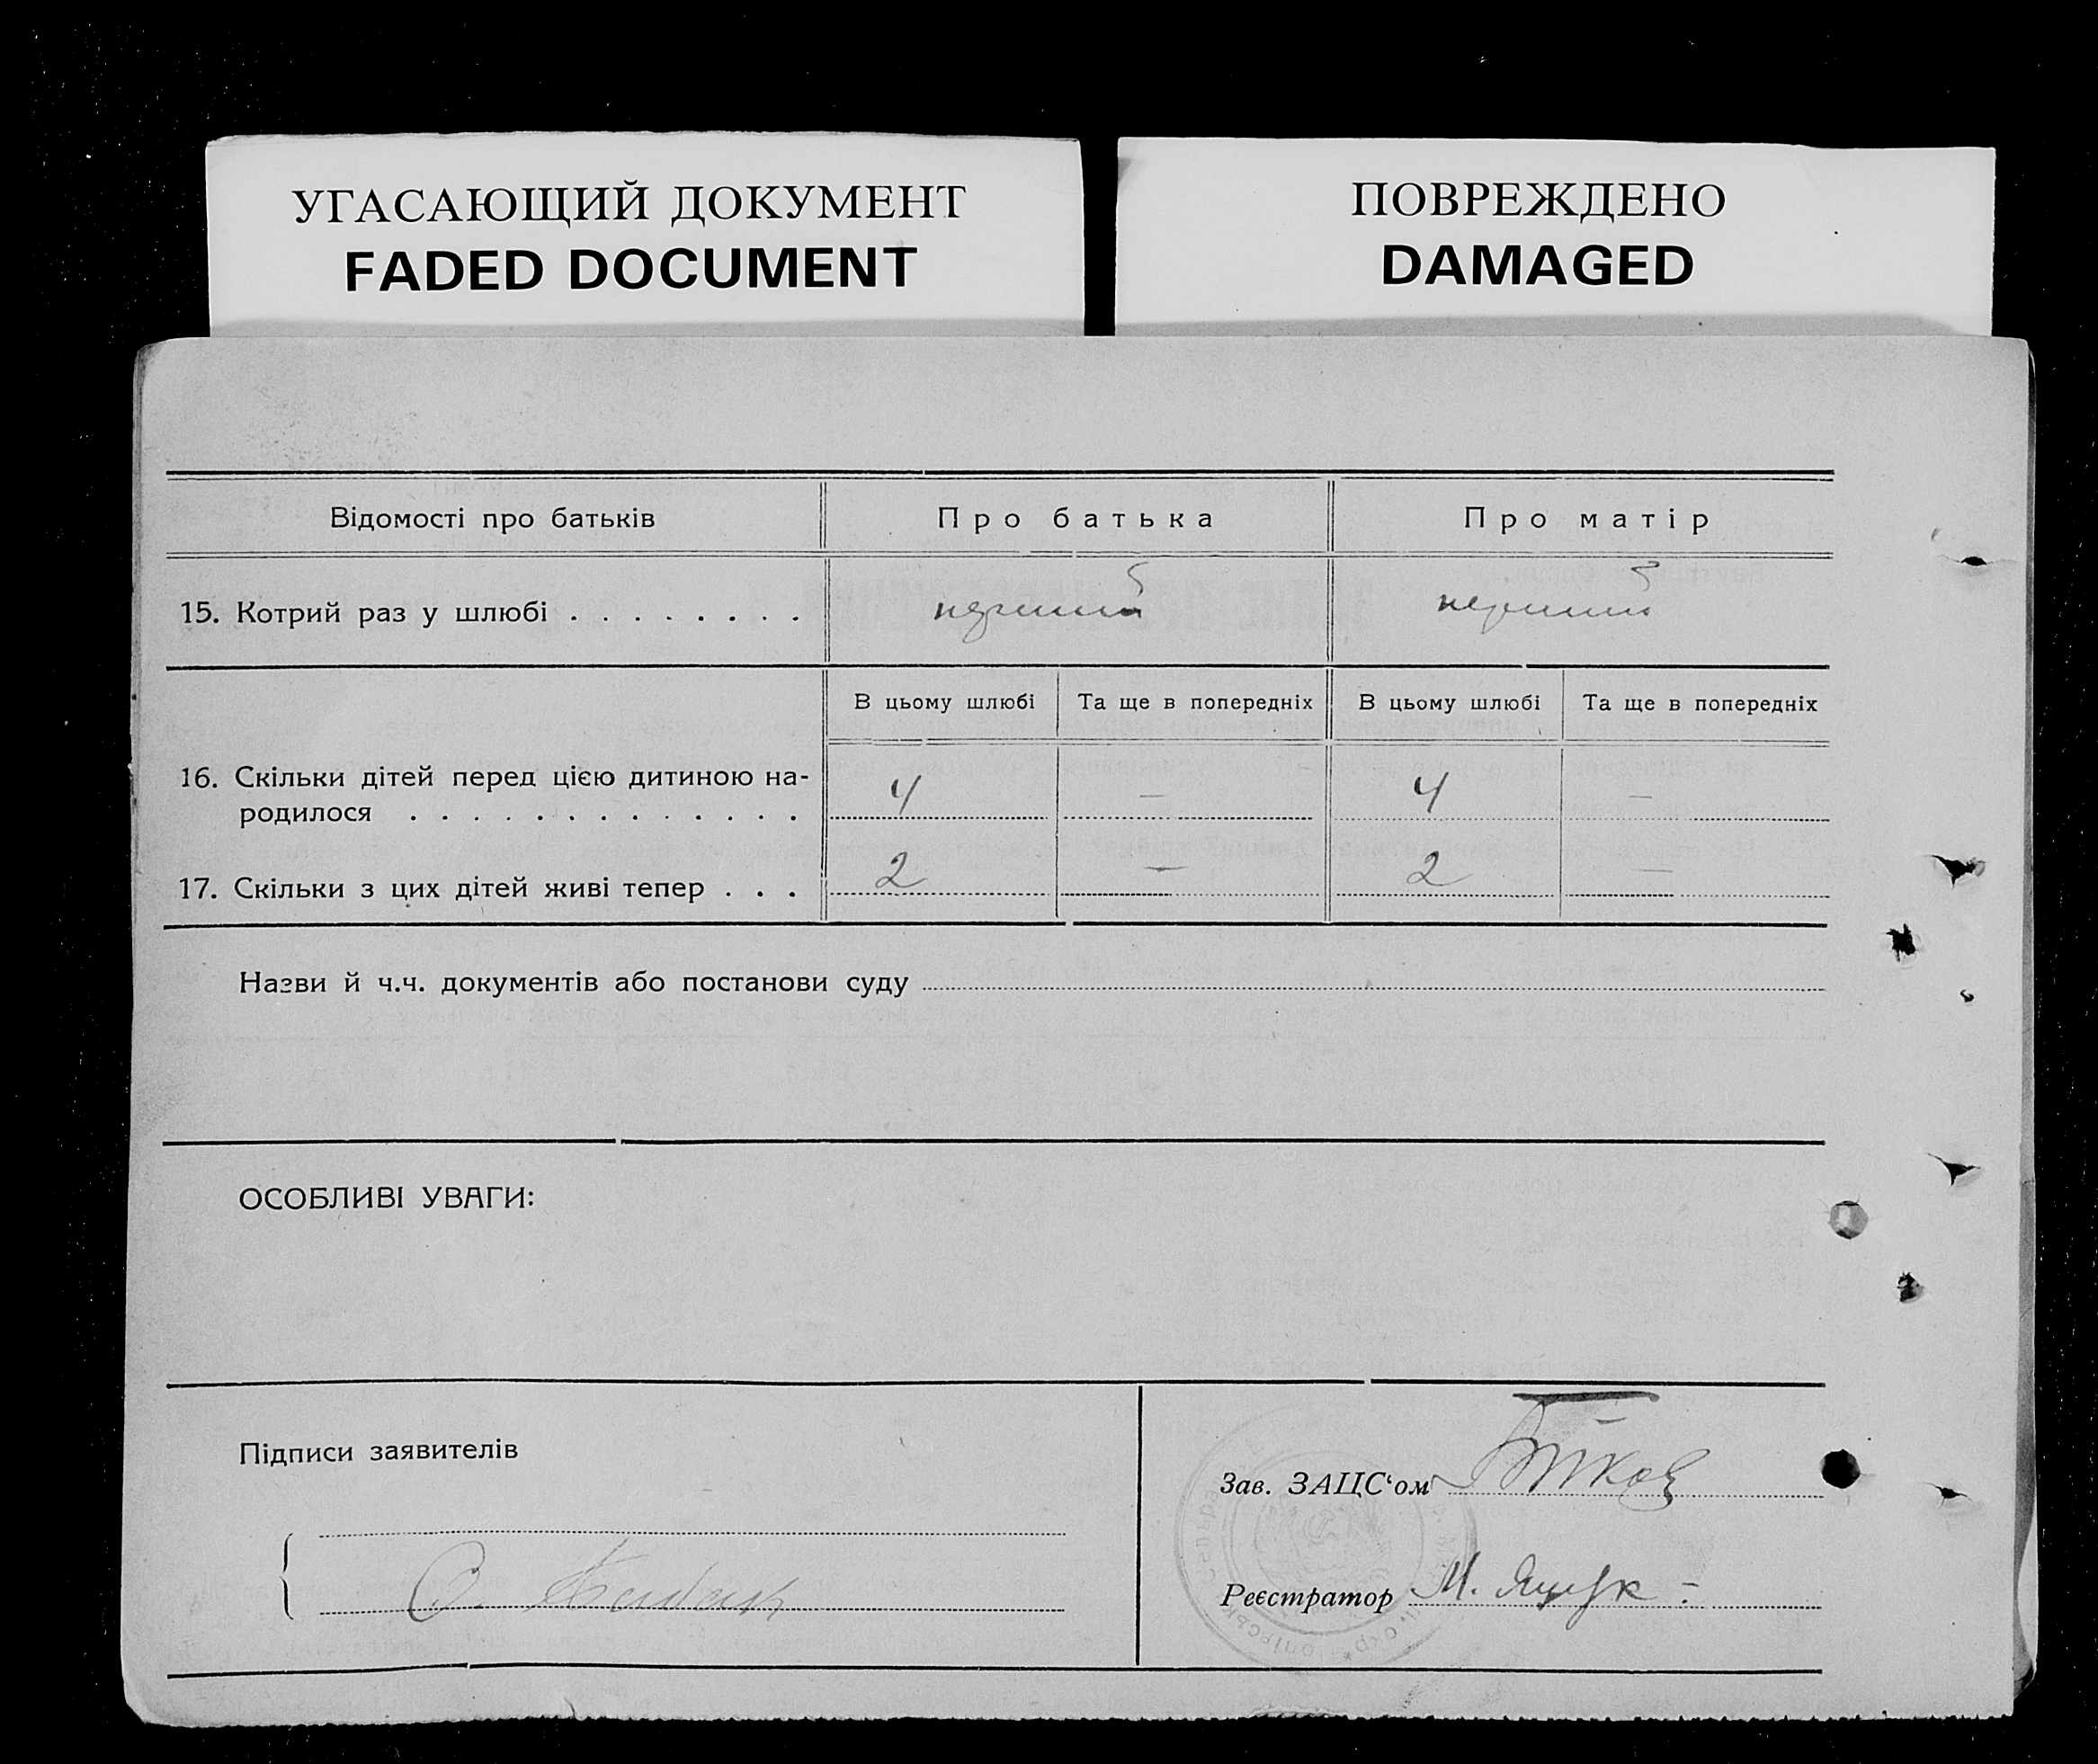 УГАСАЮЩИЙ ДОКУМЕНТ
FADED DOCUMENT
ПОВРЕЖДЕНО
DAMAGED
Відомості про батьків
Про батька
Про матір
15. Котрий раз у шлюбі . . . . . . . .
перший
перший
В цьому шлюбі
Та ще в попередніх
В цьому шлюбі
Та ще в попередніх
16. Скільки дітей перед цією дитиною на-
родилося . . . . . . . . . . . . .
4
—
4
—
17. Скільки з цих дітей живі тепер . . .
2
—
2
—
Назви й ч.ч. документів або постанови суду
ОСОБЛИВІ УВАГИ:
Підписи заявителів
Зав. ЗАЦС‘ом
Реєстратор М. Яцук